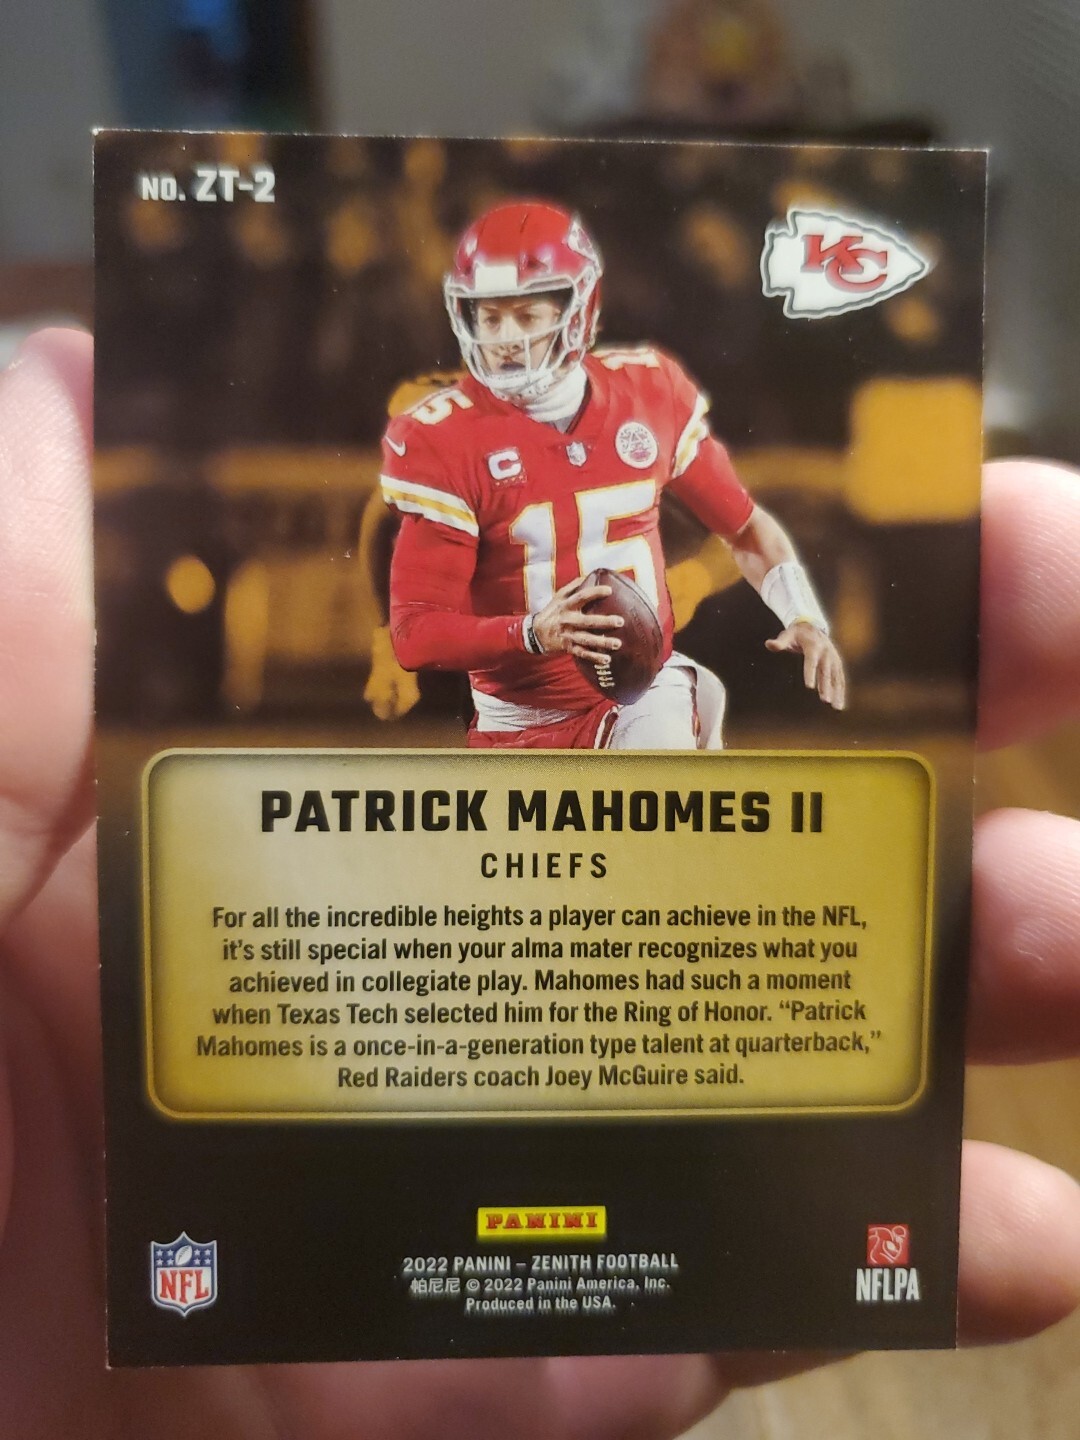 NO. ZT-2
KC
15
15
C
15
PATRICK MAHOMES II
CHIEFS
For all the incredible heights a player can achieve in the NFL,
it's still special when your alma mater recognizes what you
achieved in collegiate play. Mahomes had such a moment
when Texas Tech selected him for the Ring of Honor. “Patrick
Mahomes is a once-in-a-generation type talent at quarterback,”
Red Raiders coach Joey McGuire said.
PANINI
2022 PANINI – ZENITH FOOTBALL
帕尼尼 © 2022 Panini America, Inc.
Produced in the USA.
NFL
NFLPA